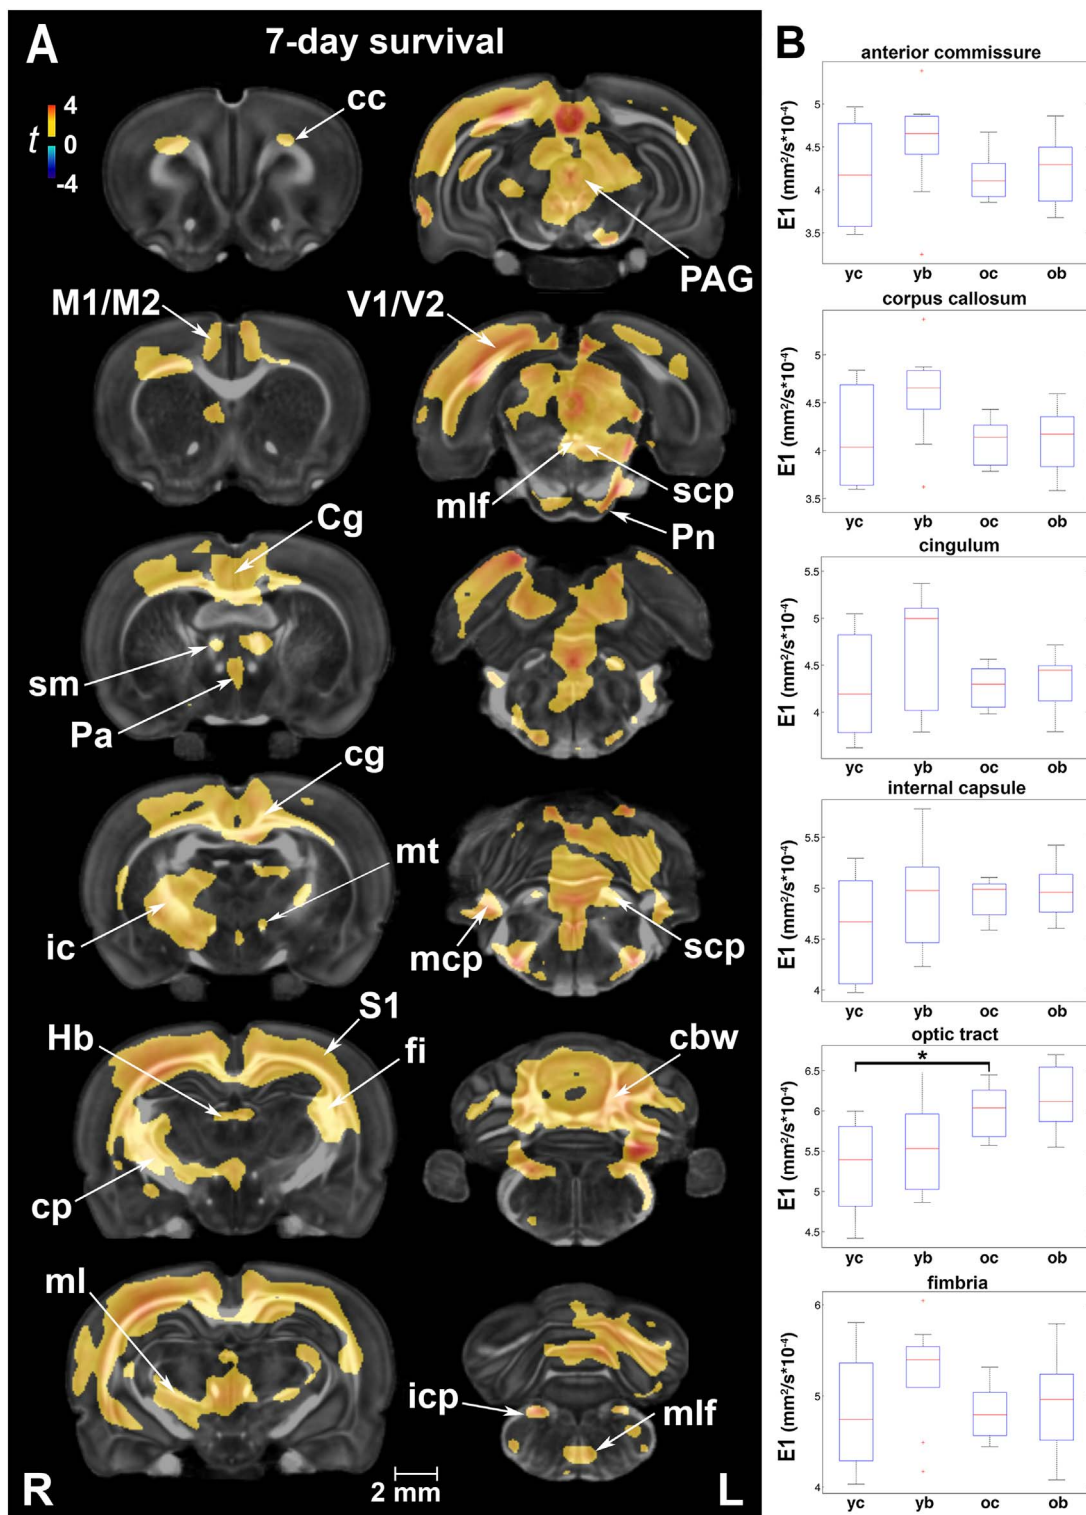 A
7-day survival
4
t
0
-4
cc
PAG
M1/M2
V1/V2
mlf
scp
Pn
Cg
sm
Pa
cg
mt
ic
mcp
scp
Hb
S1
fi
cbw
cp
ml
icp
mlf
R
2 mm
L
B
anterior commissure
E1 (mm²/s*10⁻⁴)
5
4.5
4
3.5
yc yb oc ob
corpus callosum
E1 (mm²/s*10⁻⁴)
5
4.5
4
3.5
yc yb oc ob
cingulum
E1 (mm²/s*10⁻⁴)
5.5
5
4.5
4
yc yb oc ob
internal capsule
E1 (mm²/s*10⁻⁴)
5.5
5
4.5
4
yc yb oc ob
optic tract
*
E1 (mm²/s*10⁻⁴)
6.5
6
5.5
5
4.5
yc yb oc ob
fimbria
E1 (mm²/s*10⁻⁴)
6
5
4
yc yb oc ob